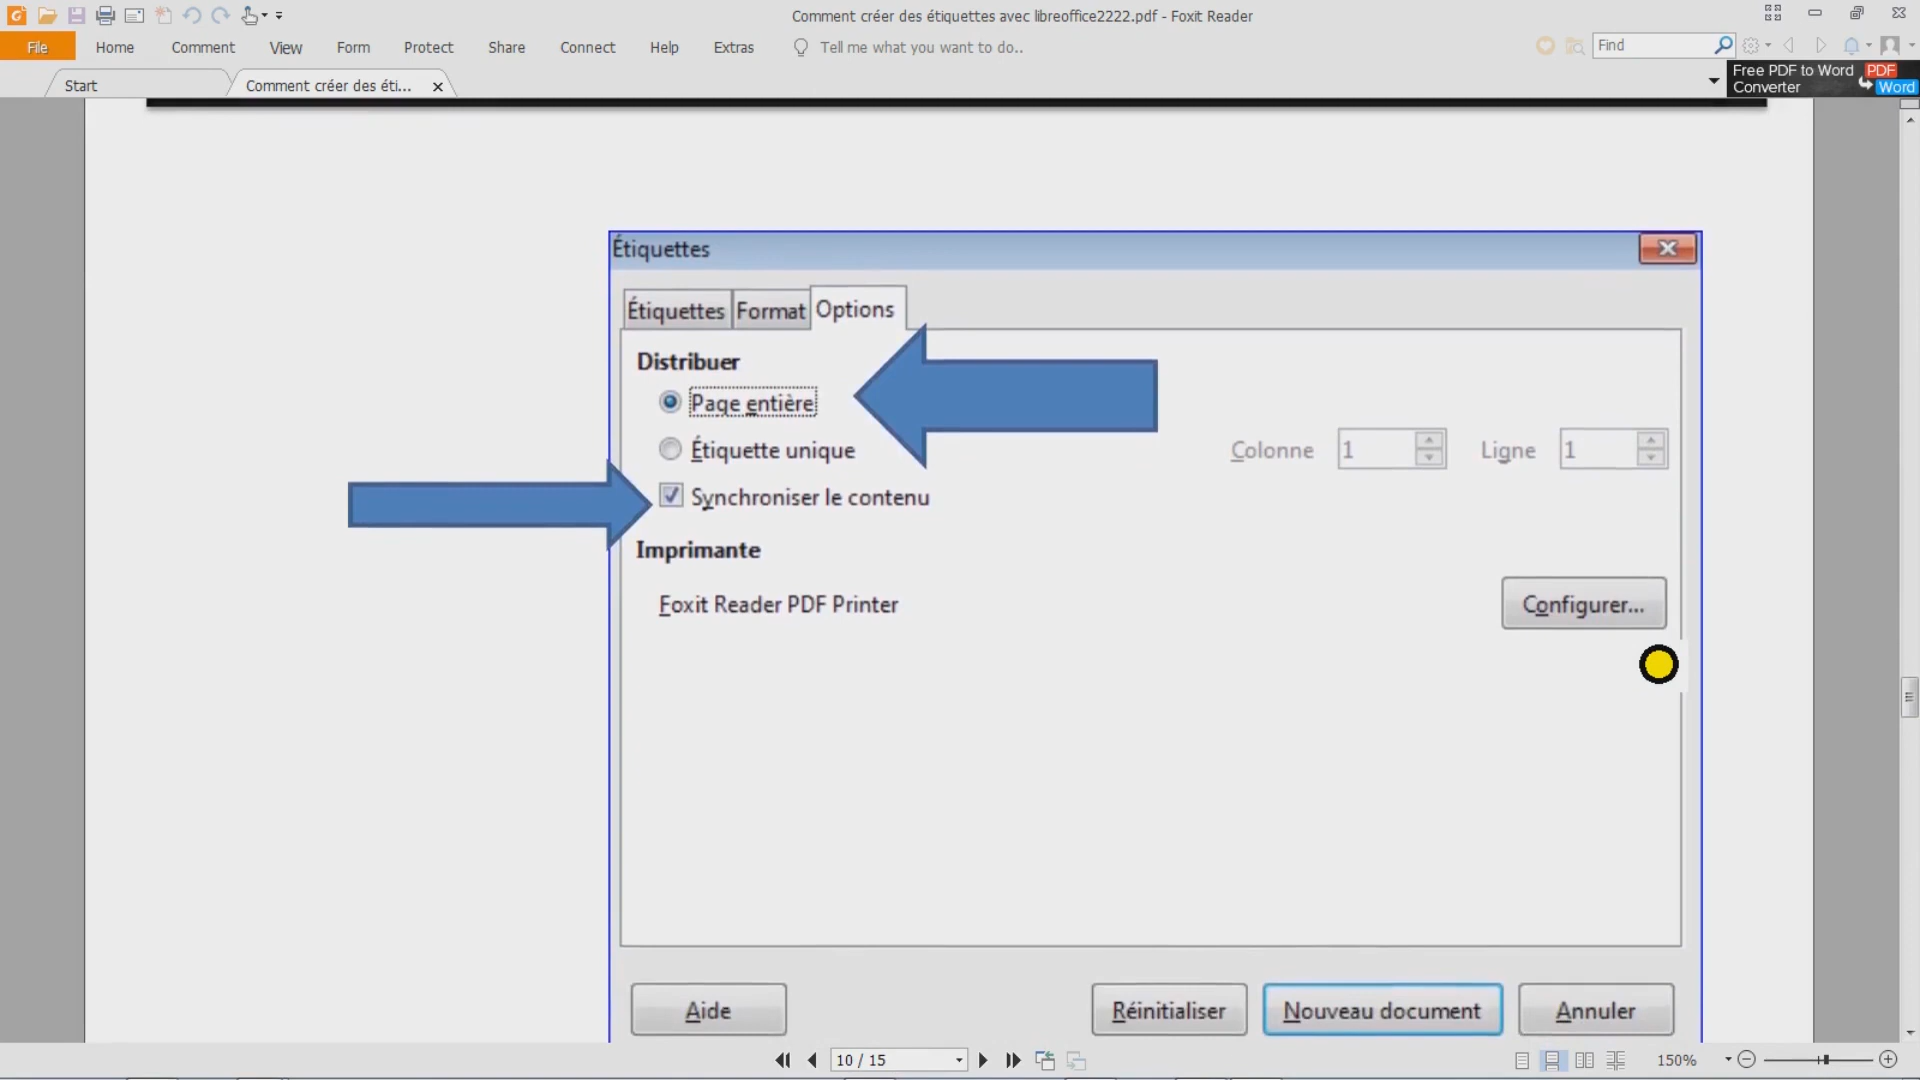 Comment créer des étiquettes avec libreoffice2222.pdf - Foxit Reader
File Home Comment View Form Protect Share Connect Help Extras Tell me what you want to do.. Find
Start Comment créer des éti... Free PDF to Word PDF
Converter Word
Étiquettes
Étiquettes Format Options
Distribuer
Page entière
Étiquette unique Colonne 1 Ligne 1
Synchroniser le contenu
Imprimante
Foxit Reader PDF Printer Configurer...
Aide Réinitialiser Nouveau document Annuler
10 / 15 150%